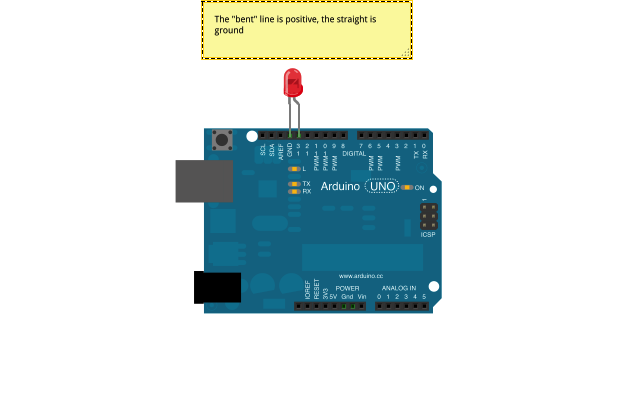 The "bent" line is positive, the straight is
ground
SCL
SDA
AREF
GND
13
12
PWM 11
PWM 10
PWM 9
8
DIGITAL
7
PWM 6
PWM 5
4
PWM 3
2
TX 1
RX 0
L
TX
RX
Arduino UNO
ON
1
ICSP
www.arduino.cc
IOREF
RESET
3V3
5V
POWER
Gnd
Vin
ANALOG IN
0 1 2 3 4 5